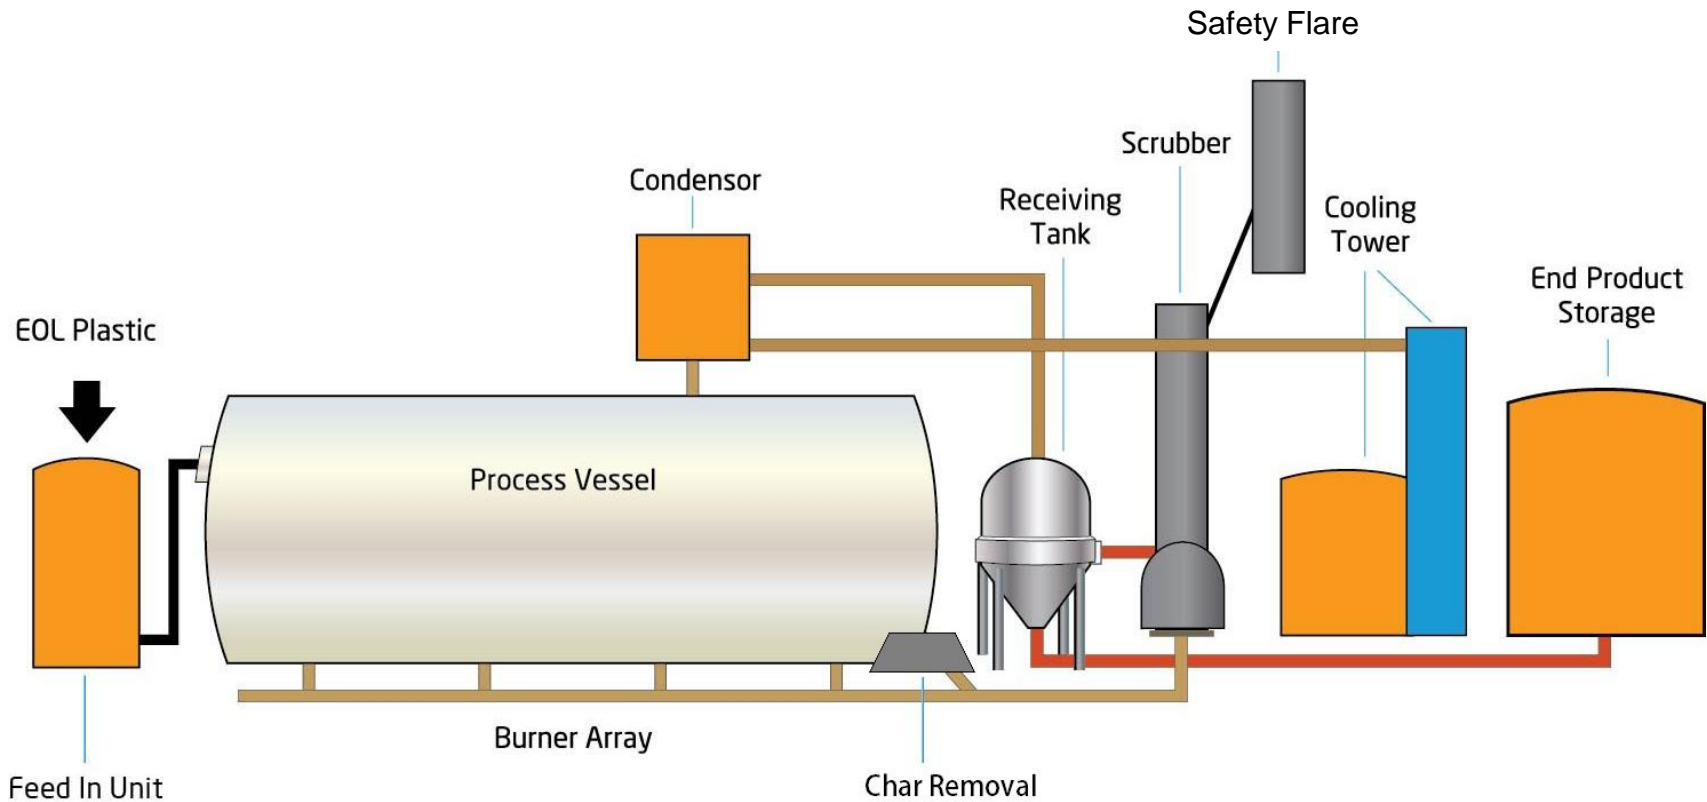 Safety Flare
Scrubber
Condensor
Receiving
Tank
Cooling
Tower
End Product
Storage
EOL Plastic
Process Vessel
Burner Array
Feed In Unit
Char Removal